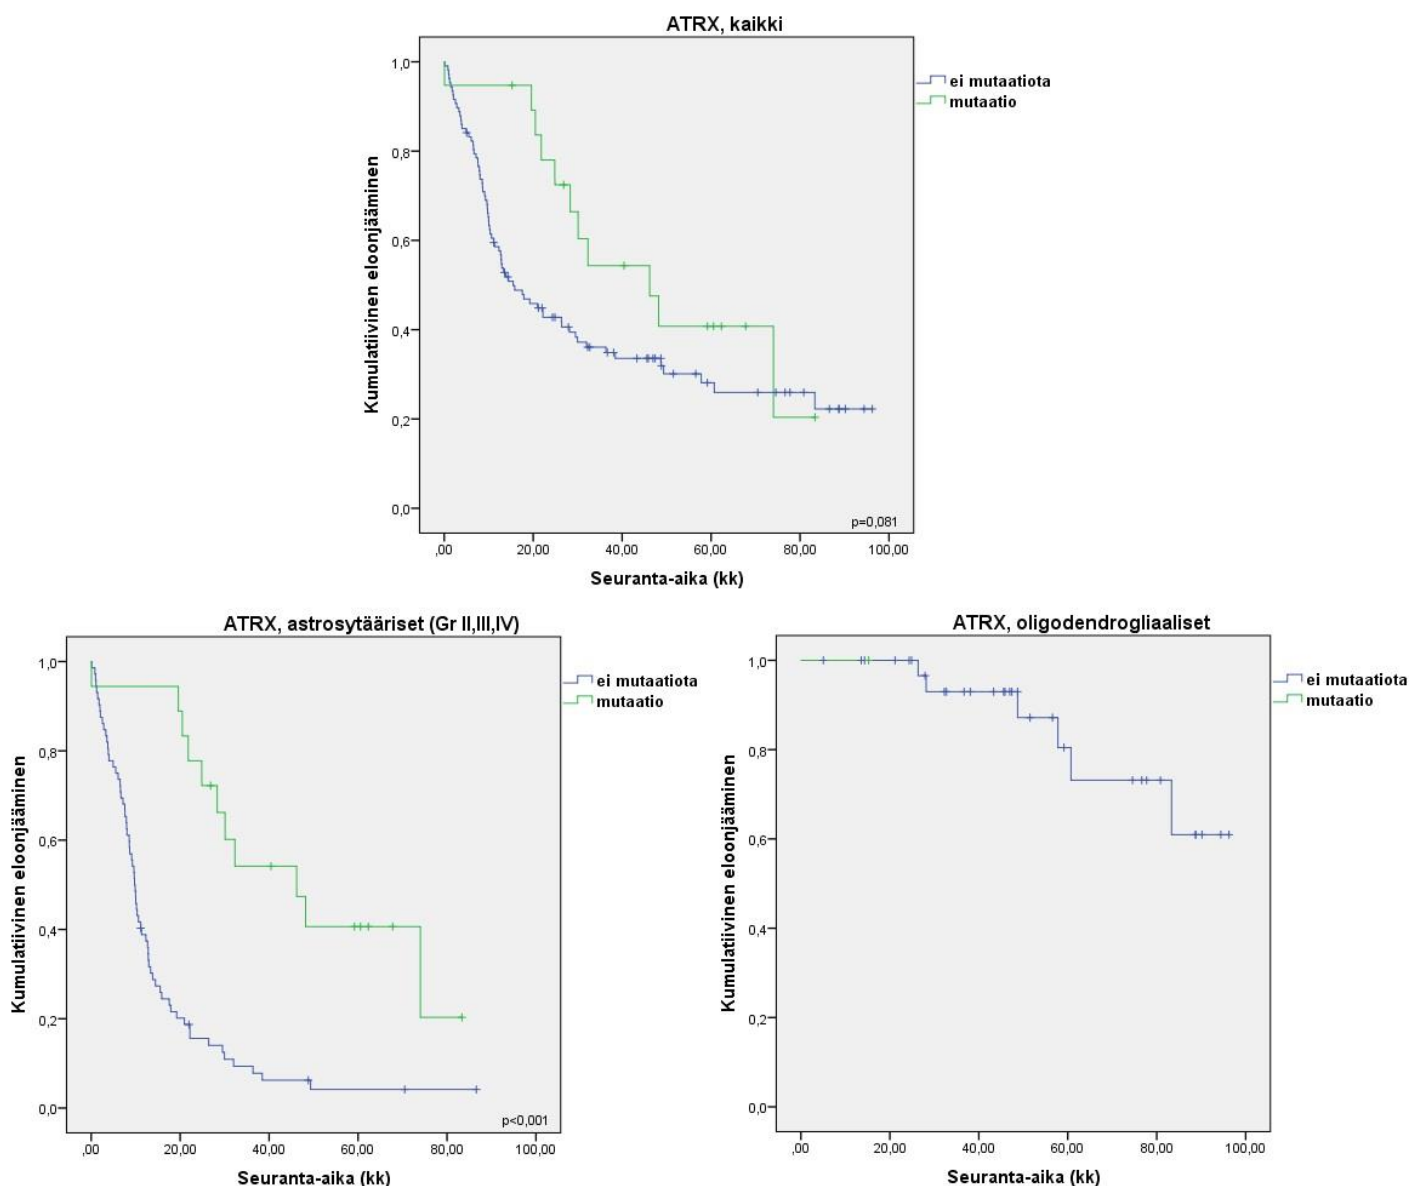 ATRX, kaikki
Kumulatiivinen eloonjääminen
1,0
0,8
0,6
0,4
0,2
0,0
ei mutaatiota
mutaatio
p=0,081
,00 20,00 40,00 60,00 80,00 100,00
Seuranta-aika (kk)
ATRX, astrosytääriset (Gr II,III,IV)
Kumulatiivinen eloonjääminen
1,0
0,8
0,6
0,4
0,2
0,0
ei mutaatiota
mutaatio
p<0,001
,00 20,00 40,00 60,00 80,00 100,00
Seuranta-aika (kk)
ATRX, oligodendrogliaaliset
Kumulatiivinen eloonjääminen
1,0
0,8
0,6
0,4
0,2
0,0
ei mutaatiota
mutaatio
,00 20,00 40,00 60,00 80,00 100,00
Seuranta-aika (kk)